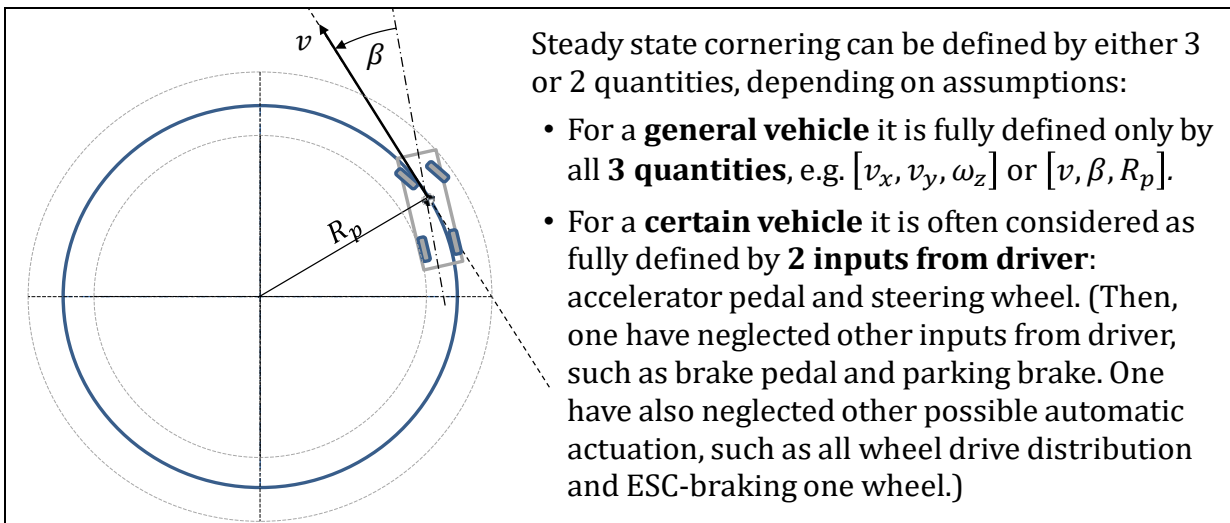 v
β
R_p
Steady state cornering can be defined by either 3
or 2 quantities, depending on assumptions:
• For a general vehicle it is fully defined only by
all 3 quantities, e.g. [v_x, v_y, ω_z] or [v, β, R_p].
• For a certain vehicle it is often considered as
fully defined by 2 inputs from driver:
accelerator pedal and steering wheel. (Then,
one have neglected other inputs from driver,
such as brake pedal and parking brake. One
have also neglected other possible automatic
actuation, such as all wheel drive distribution
and ESC-braking one wheel.)